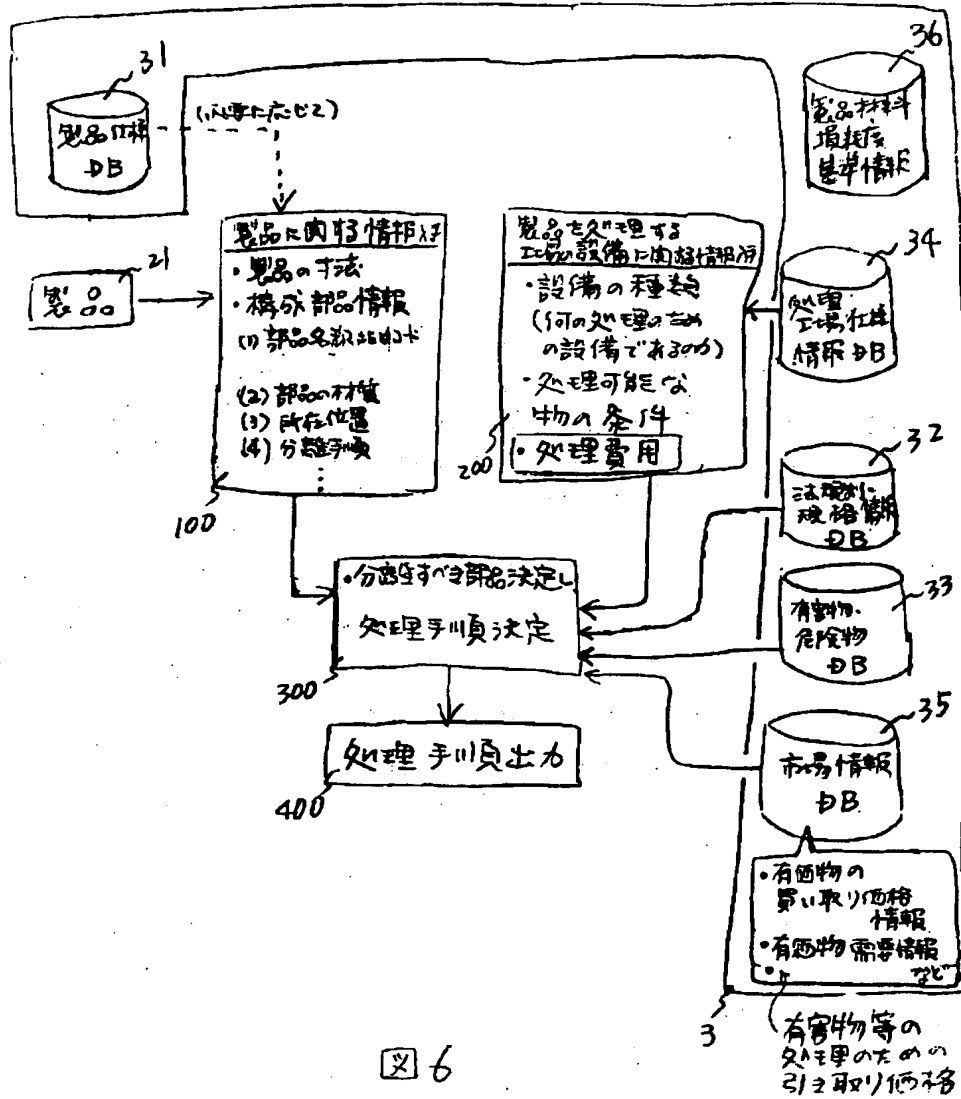 31
製品仕様
DB
(必要に応じて)
36
製品材料
損耗度
基準情報
21
製品
製品に関する情報入手
・製品の寸法
・構成部品情報
(1) 部品名称
(2) 部品の材質
(3) 所在位置
(4) 分離手順
100
製品を処理する
工場の設備に関する情報入手
・設備の種類
(何の処理のため
の設備であるのか)
・処理可能な
物の条件
・処理費用
200
34
処理
工場仕様
情報DB
32
法規制・
規格情報
DB
・分離すべき部品決定し
処理手順決定
300
33
有害物・
危険物
DB
処理手順出力
400
35
市場情報
DB
・有価物の
買い取り価格
情報
・有価物需要情報
など
3
有害物等の
処理のための
引き取り価格
図6